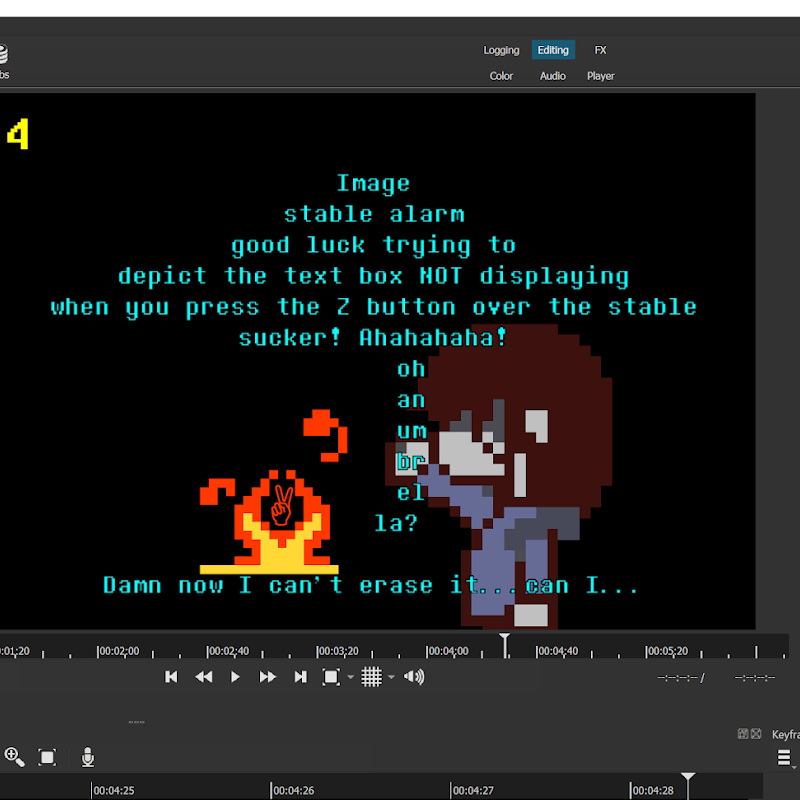 Logging Editing FX
bs
Color Audio Player
4
Image
stable alarm
good luck trying to
depict the text box NOT displaying
when you press the Z button over the stable
sucker! Ahahahaha!
oh
an
um
br
el
la?
Damn now I can't erase it...can I...
:01;20 00:02;00 00:02;40 00:03;20 00:04;00 00:04;40 00:05;20
--:--:--:-- / --:--:--:--
Keyfra
00:04:25 00:04:26 00:04:27 00:04:28